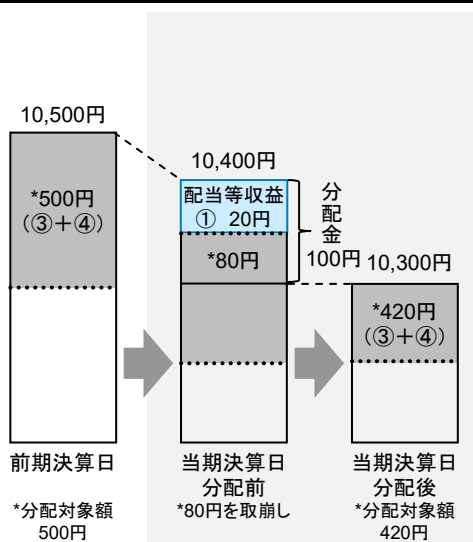 10,500円
*500円
（③＋④）
前期決算日
*分配対象額
500円
10,400円
配当等収益
① 20円
*80円
分配金
100円
当期決算日
分配前
*80円を取崩し
10,300円
*420円
（③＋④）
当期決算日
分配後
*分配対象額
420円